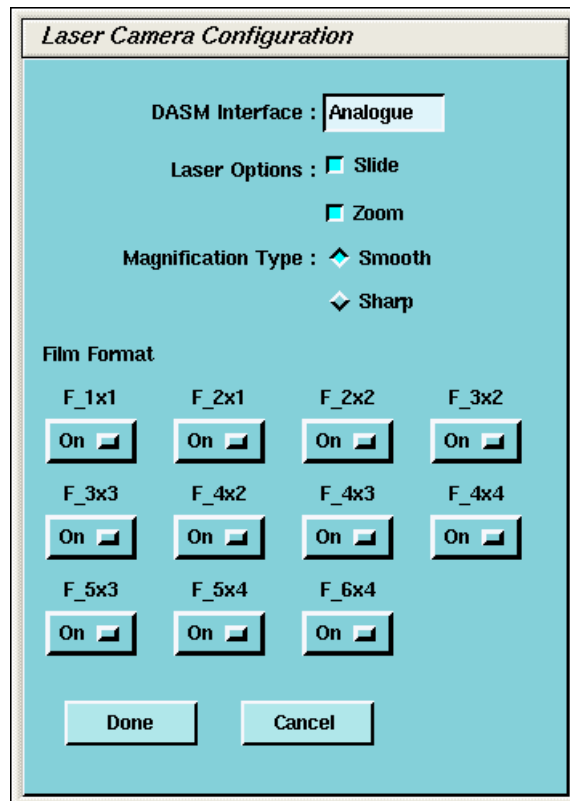 Laser Camera Configuration
DASM Interface : Analogue
Laser Options : Slide
Zoom
Magnification Type : Smooth
Sharp
Film Format
F_1x1 F_2x1 F_2x2 F_3x2
On On On On
F_3x3 F_4x2 F_4x3 F_4x4
On On On On
F_5x3 F_5x4 F_6x4
On On On
Done Cancel